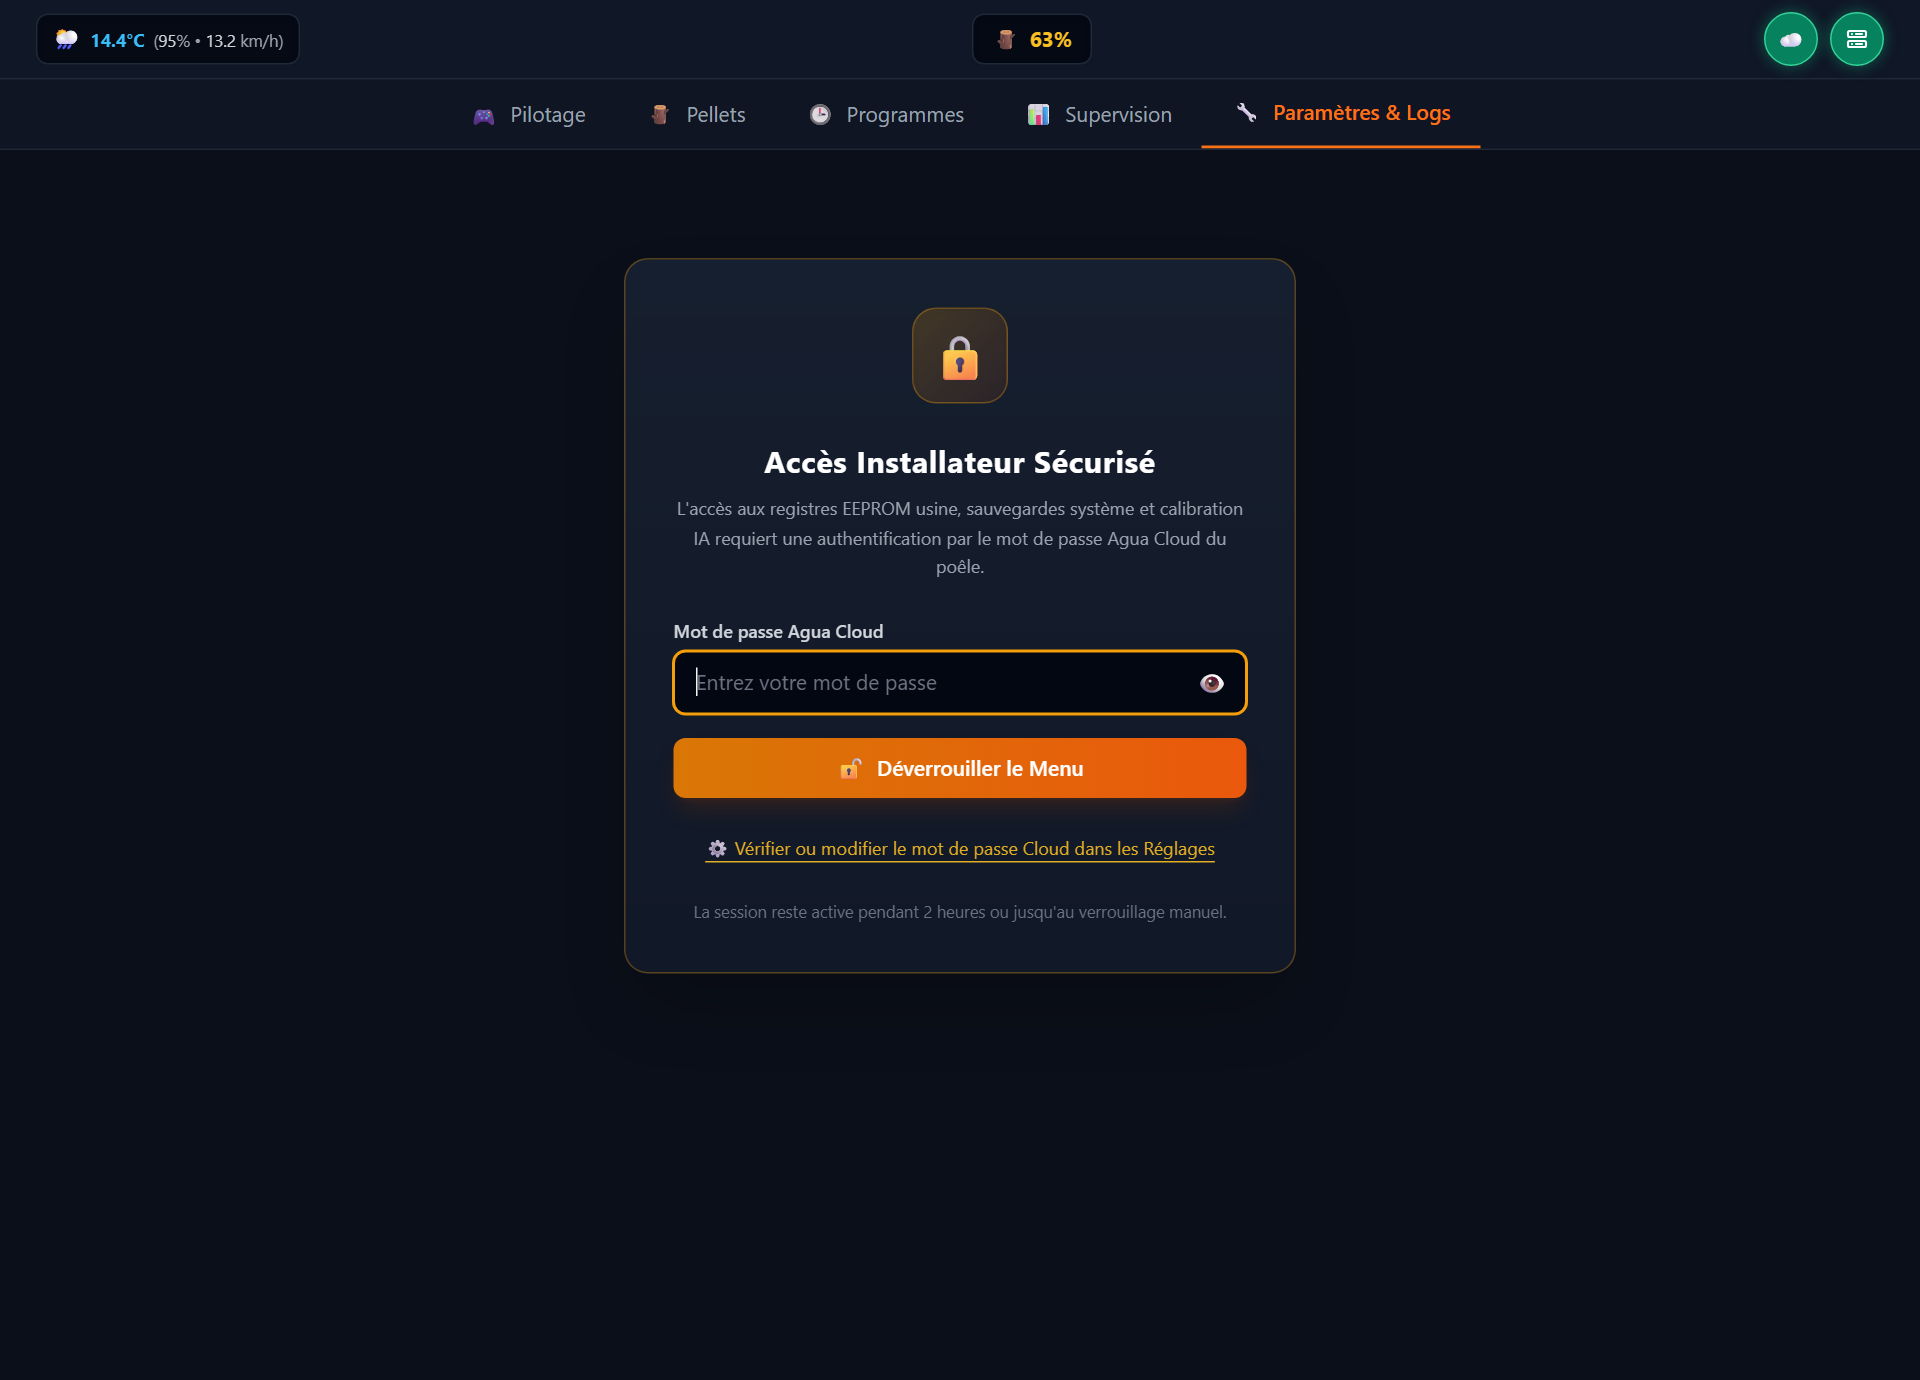 14.4°C (95% • 13.2 km/h)
63%
Pilotage
Pellets
Programmes
Supervision
Paramètres & Logs
Accès Installateur Sécurisé
L'accès aux registres EEPROM usine, sauvegardes système et calibration
IA requiert une authentification par le mot de passe Agua Cloud du
poêle.
Mot de passe Agua Cloud
Entrez votre mot de passe
Déverrouiller le Menu
Vérifier ou modifier le mot de passe Cloud dans les Réglages
La session reste active pendant 2 heures ou jusqu'au verrouillage manuel.